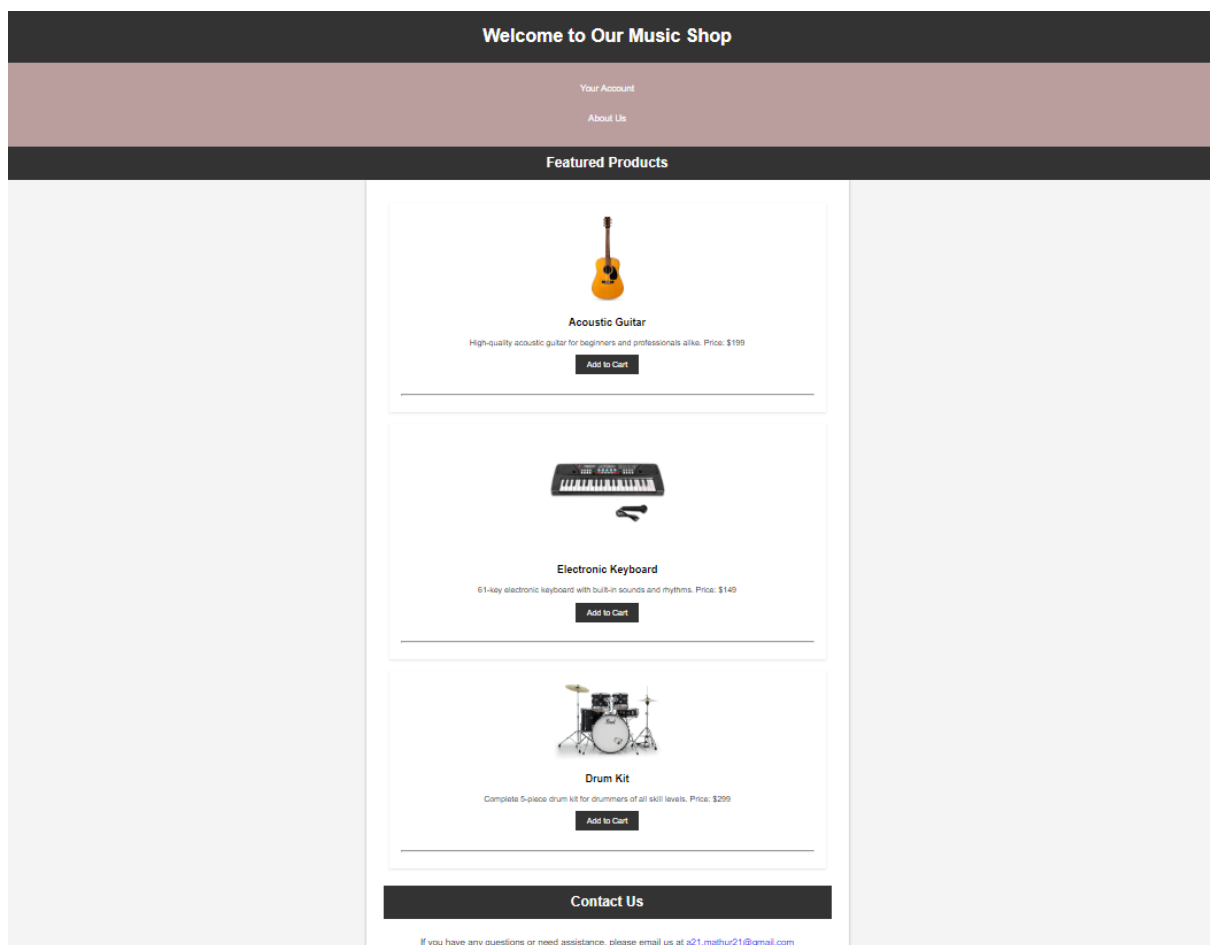 Welcome to Our Music Shop
Your Account
About Us
Featured Products
Acoustic Guitar
High-quality acoustic guitar for beginners and professionals alike. Price: $199
Add to Cart
Electronic Keyboard
61-key electronic keyboard with built-in sounds and rhythms. Price: $149
Add to Cart
Drum Kit
Complete 5-piece drum kit for drummers of all skill levels. Price: $299
Add to Cart
Contact Us
If you have any questions or need assistance, please email us at a21.mathur21@gmail.com